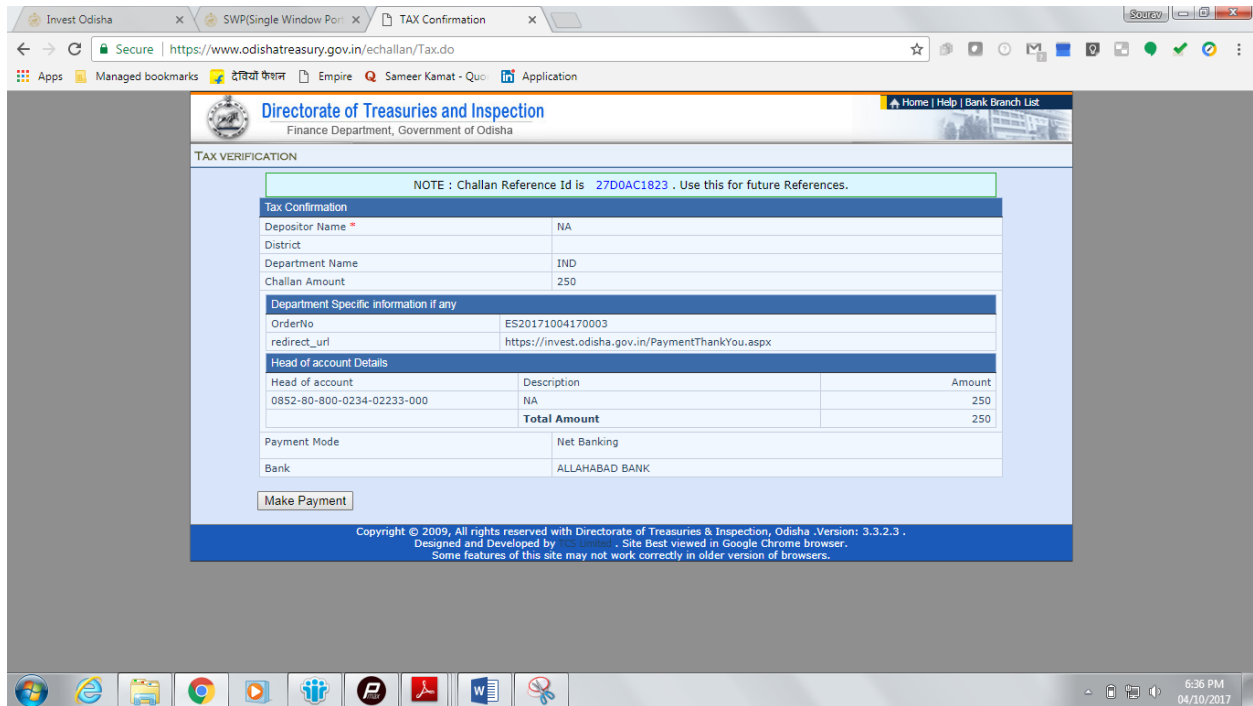 Invest Odisha
SWP(Single Window Port
TAX Confirmation
Sourav
Secure | https://www.odishatreasury.gov.in/echallan/Tax.do
Apps Managed bookmarks देवियों फैशन Empire Sameer Kamat - Quo Application
Directorate of Treasuries and Inspection
Finance Department, Government of Odisha
Home | Help | Bank Branch List
TAX VERIFICATION
NOTE : Challan Reference Id is 27D0AC1823 . Use this for future References.
Tax Confirmation
Depositor Name * NA
District
Department Name IND
Challan Amount 250
Department Specific information if any
OrderNo ES20171004170003
redirect_url https://invest.odisha.gov.in/PaymentThankYou.aspx
Head of account Details
Head of account Description Amount
0852-80-800-0234-02233-000 NA 250
Total Amount 250
Payment Mode Net Banking
Bank ALLAHABAD BANK
Make Payment
Copyright © 2009, All rights reserved with Directorate of Treasuries & Inspection, Odisha .Version: 3.3.2.3 .
Designed and Developed by TCS Limited . Site Best viewed in Google Chrome browser.
Some features of this site may not work correctly in older version of browsers.
6:36 PM
04/10/2017